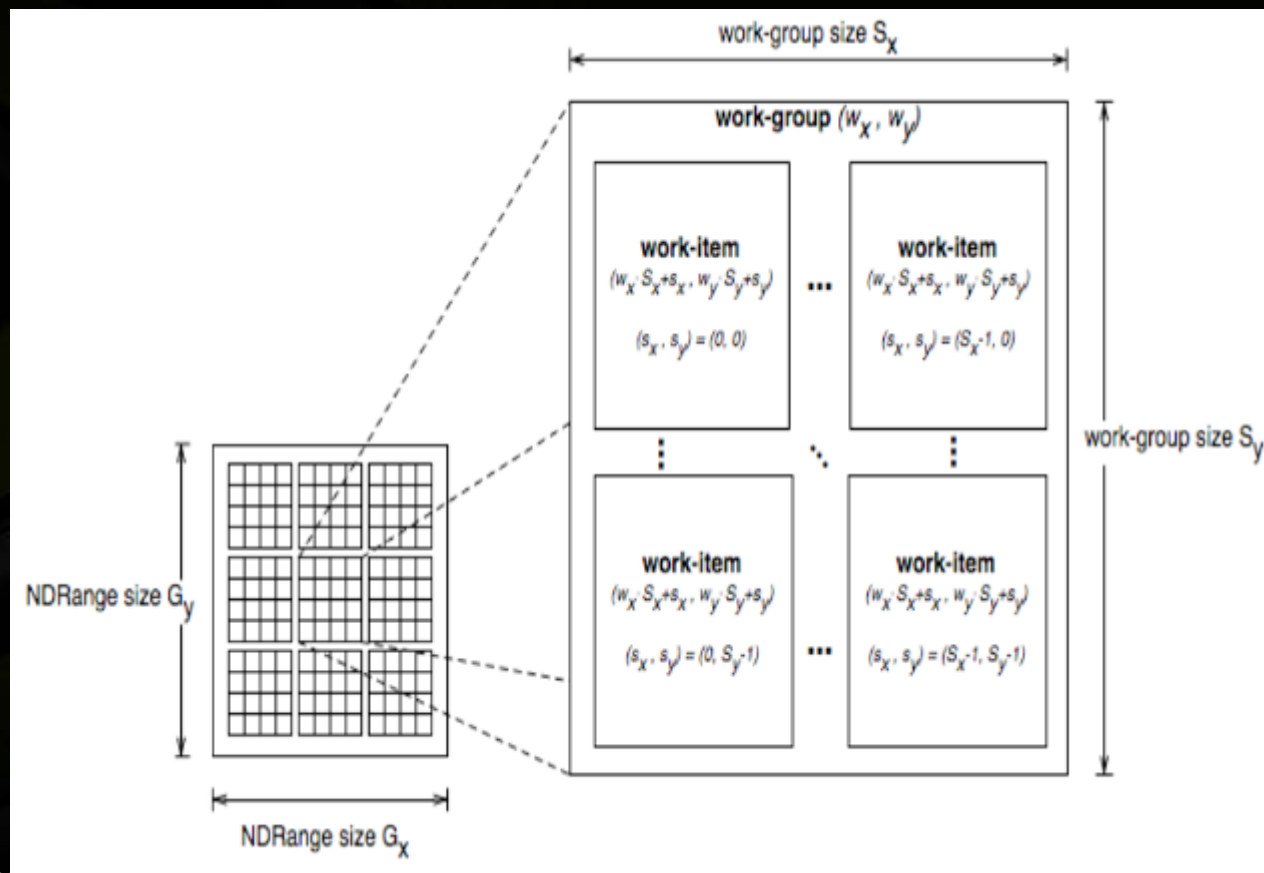 work-group size Sx
work-group (wx , wy)
work-item
(wx· Sx+sx , wy· Sy+sy)
(sx , sy) = (0, 0)
...
work-item
(wx· Sx+sx , wy· Sy+sy)
(sx , sy) = (Sx-1, 0)
work-group size Sy
work-item
(wx· Sx+sx , wy· Sy+sy)
(sx , sy) = (0, Sy-1)
...
work-item
(wx· Sx+sx , wy· Sy+sy)
(sx , sy) = (Sx-1, Sy-1)
NDRange size Gy
NDRange size Gx